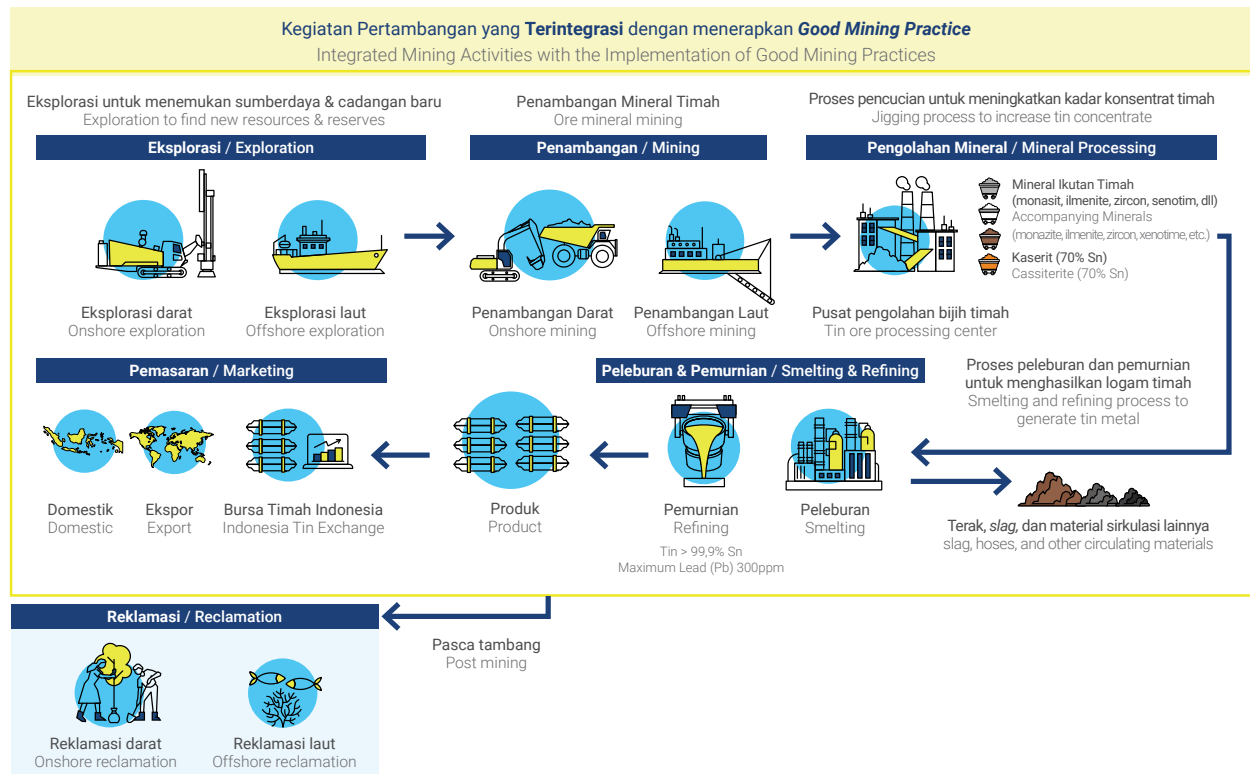 Kegiatan Pertambangan yang Terintegrasi dengan menerapkan Good Mining Practice
Integrated Mining Activities with the Implementation of Good Mining Practices
Eksplorasi untuk menemukan sumberdaya & cadangan baru
Exploration to find new resources & reserves
Eksplorasi / Exploration
Eksplorasi darat
Onshore exploration
Eksplorasi laut
Offshore exploration
Penambangan Mineral Timah
Ore mineral mining
Penambangan / Mining
Penambangan Darat
Onshore mining
Penambangan Laut
Offshore mining
Proses pencucian untuk meningkatkan kadar konsentrat timah
Jigging process to increase tin concentrate
Pengolahan Mineral / Mineral Processing
Mineral Ikutan Timah
(monasit, ilmenite, zircon, senotim, dll)
Accompanying Minerals
(monazite, ilmenite, zircon, xenotime, etc.)
Kaserit (70% Sn)
Cassiterite (70% Sn)
Pusat pengolahan bijih timah
Tin ore processing center
Proses peleburan dan pemurnian
untuk menghasilkan logam timah
Smelting and refining process to
generate tin metal
Peleburan & Pemurnian / Smelting & Refining
Peleburan
Smelting
Terak, slag, dan material sirkulasi lainnya
slag, hoses, and other circulating materials
Pemurnian
Refining
Tin > 99,9% Sn
Maximum Lead (Pb) 300ppm
Produk
Product
Pemasaran / Marketing
Domestik
Domestic
Ekspor
Export
Bursa Timah Indonesia
Indonesia Tin Exchange
Pasca tambang
Post mining
Reklamasi / Reclamation
Reklamasi darat
Onshore reclamation
Reklamasi laut
Offshore reclamation